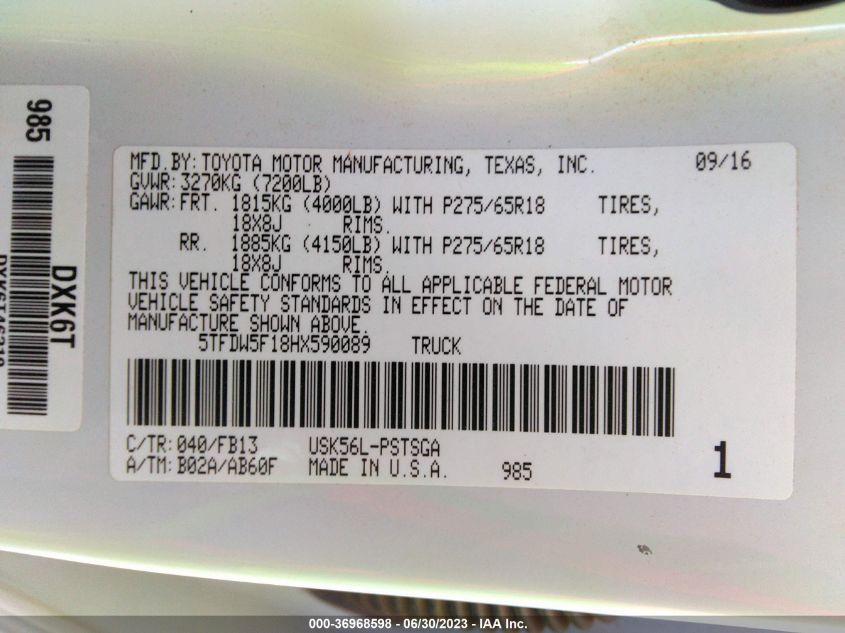 985
DXK6T
MFD.BY: TOYOTA MOTOR MANUFACTURING, TEXAS, INC. 09/16
GVWR: 3270KG (7200LB)
GAWR: FRT. 1815KG (4000LB) WITH P275/65R18 TIRES,
18X8J RIMS.
RR. 1885KG (4150LB) WITH P275/65R18 TIRES,
18X8J RIMS.
THIS VEHICLE CONFORMS TO ALL APPLICABLE FEDERAL MOTOR
VEHICLE SAFETY STANDARDS IN EFFECT ON THE DATE OF
MANUFACTURE SHOWN ABOVE.
5TFDW5F18HX590089 TRUCK
C/TR: 040/FB13 USK56L-PSTSGA
A/TM: B02A/AB60F MADE IN U.S.A. 985 1
000-36968598 - 06/30/2023 - IAA Inc.